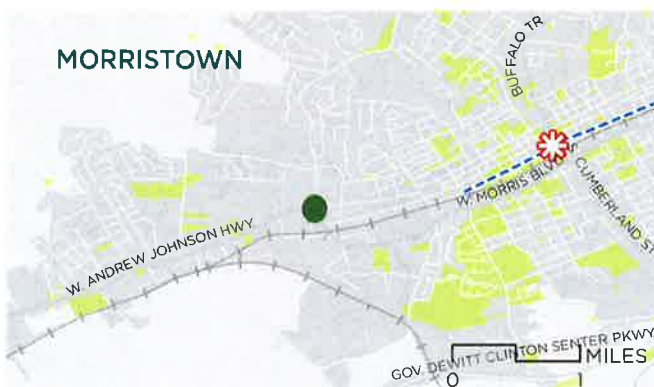 MORRISTOWN
BUFFALO TR
W. MORRIS BLVD
S. CUMBERLAND ST
W. ANDREW JOHNSON HWY
GOV. DEWITT CLINTON SENTER PKWY
MILES
0